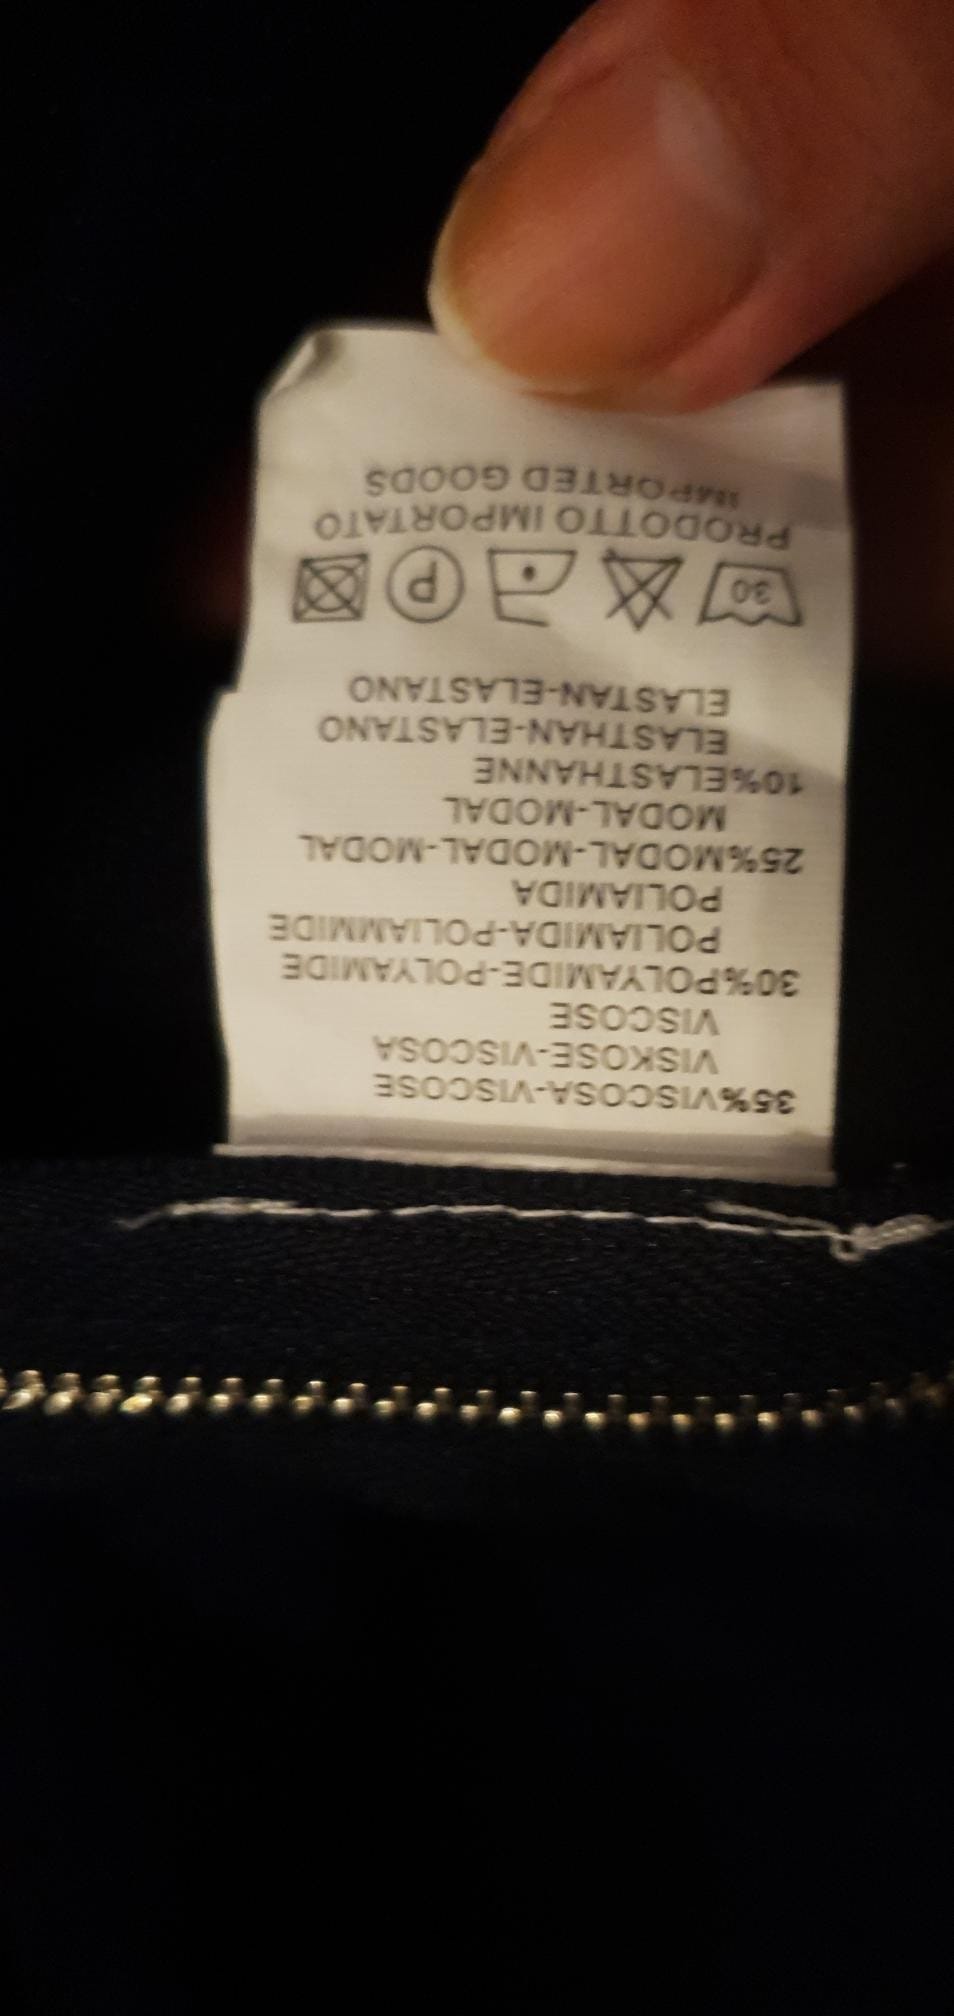 35%VISCOSA-VISCOSE
VISKOSE-VISCOSA
VISCOSE
30%POLYAMIDE-POLYAMIDE
POLIAMIDA-POLIAMMIDE
POLIAMIDA
25%MODAL-MODAL-MODAL
MODAL-MODAL
10%ELASTHANNE
ELASTHAN-ELASTANO
ELASTAN-ELASTANO
30 P
PRODOTTO IMPORTATO
IMPORTED GOODS